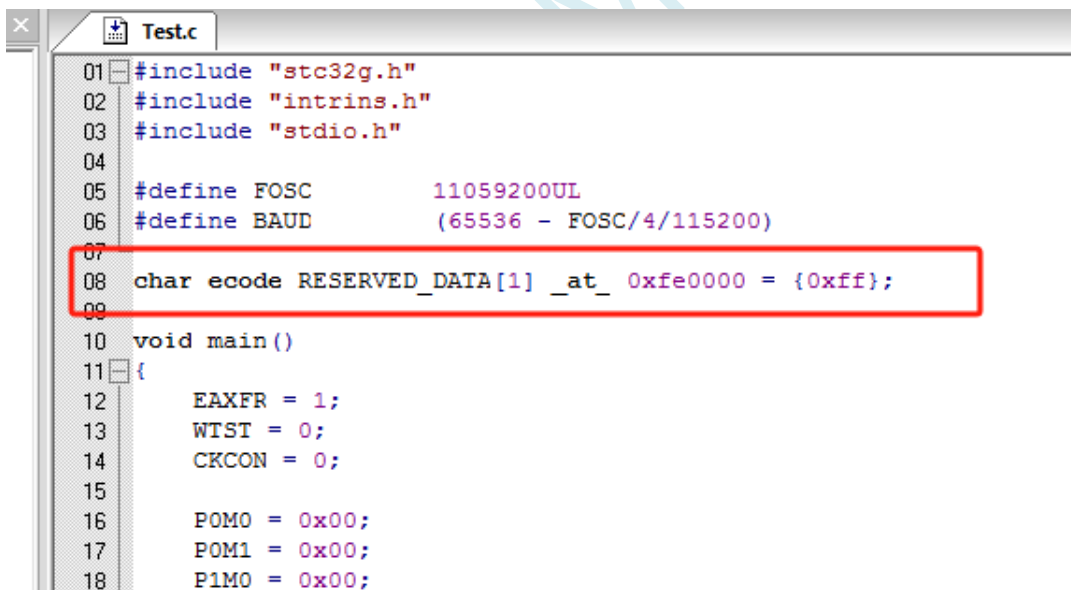 Test.c
01 #include "stc32g.h"
02 #include "intrins.h"
03 #include "stdio.h"
04
05 #define FOSC 11059200UL
06 #define BAUD (65536 - FOSC/4/115200)
07
08 char ecode RESERVED_DATA[1] _at_ 0xfe0000 = {0xff};
09
10 void main()
11 {
12 EAXFR = 1;
13 WTST = 0;
14 CKCON = 0;
15
16 P0M0 = 0x00;
17 P0M1 = 0x00;
18 P1M0 = 0x00;